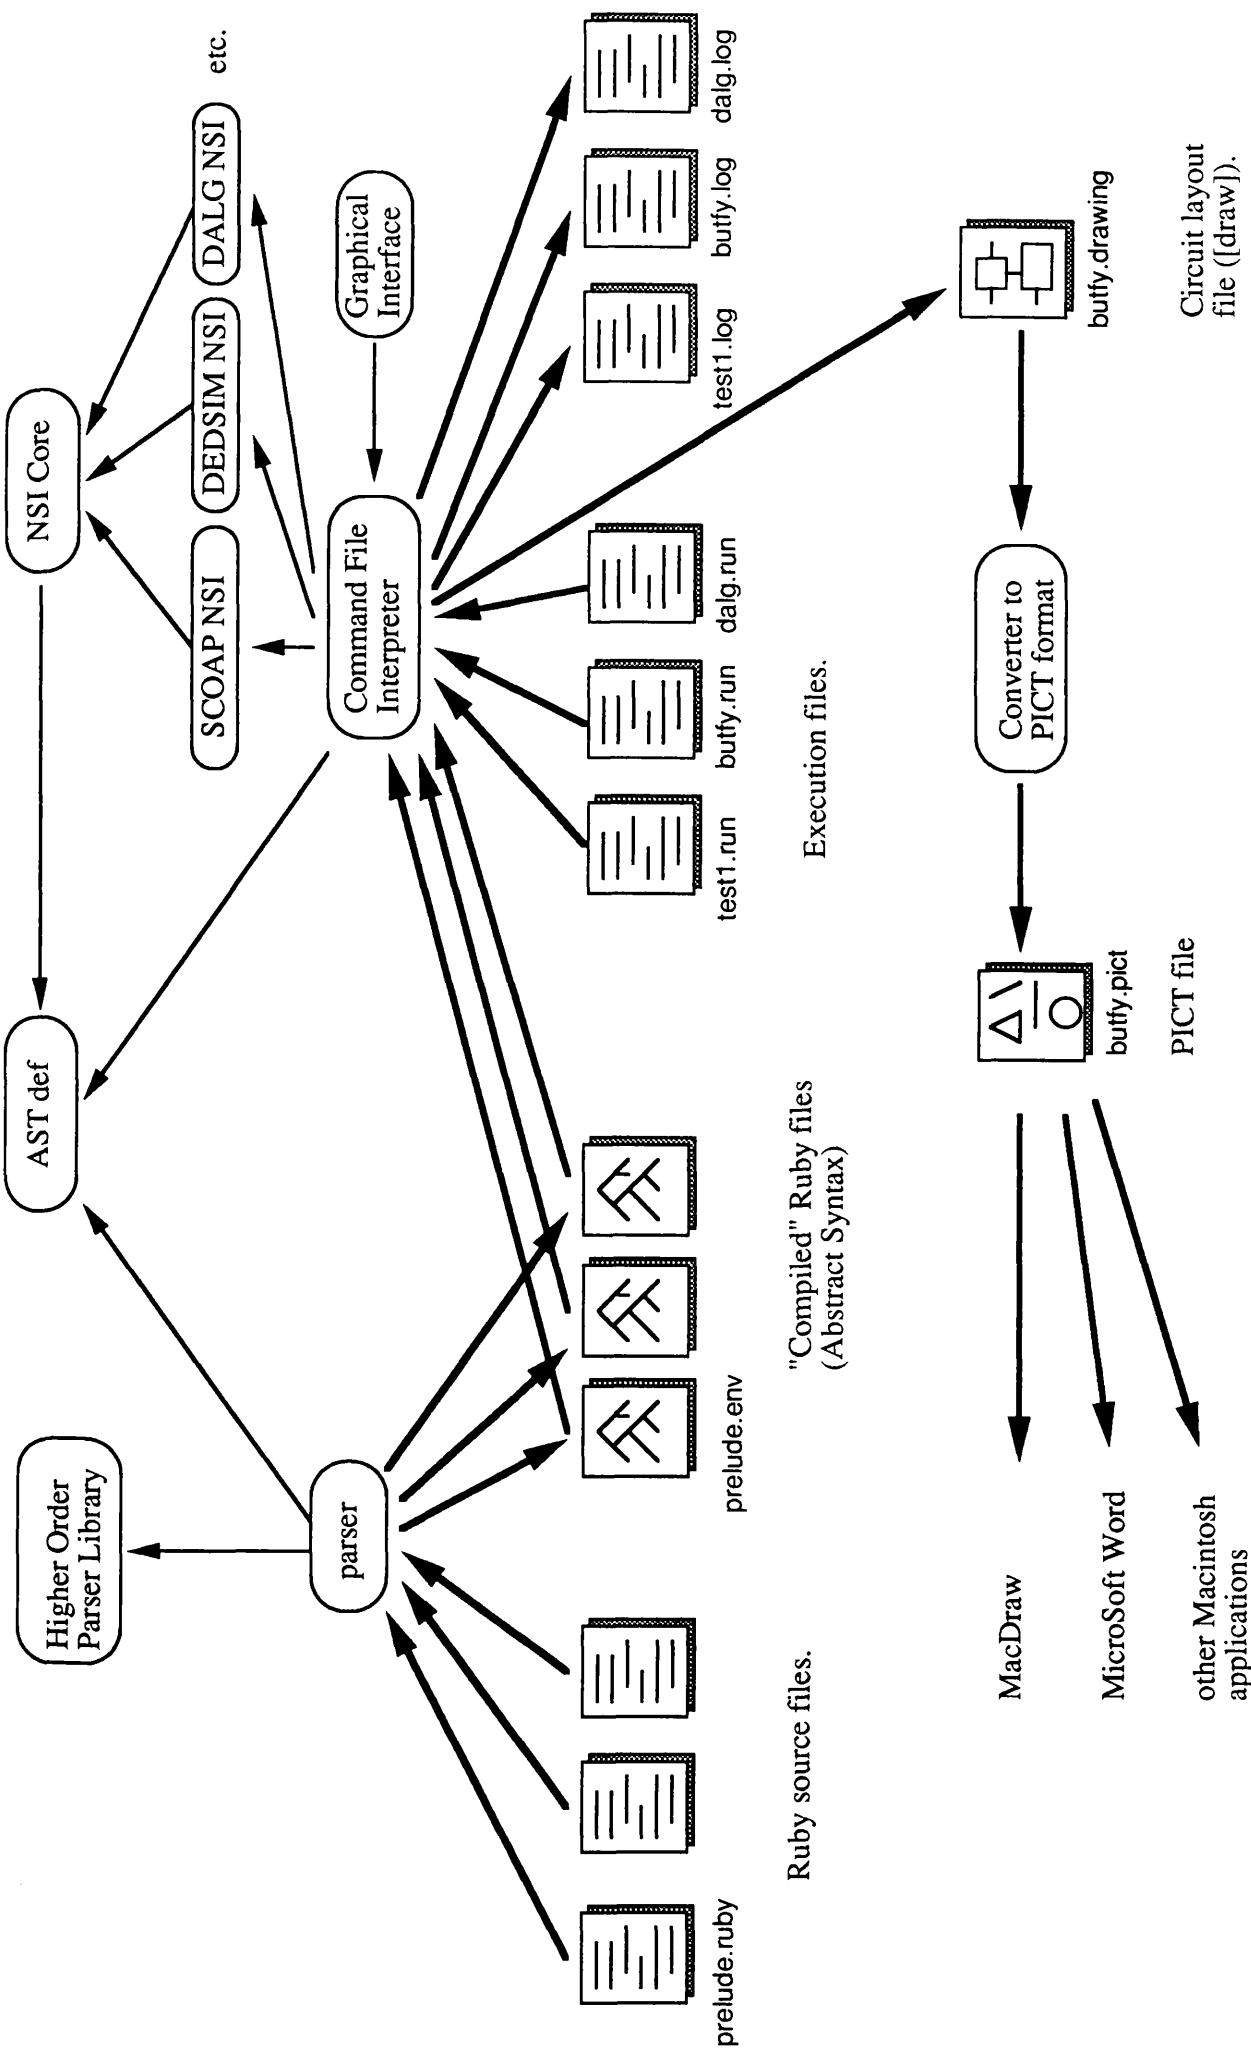 Higher Order
Parser Library
AST def
NSI Core
SCOAP NSI
DEDSIM NSI
DALG NSI
etc.
parser
Command File
Interpreter
Graphical
Interface
prelude.ruby
prelude.env
test1.run
butfy.run
dalg.run
test1.log
butfy.log
dalg.log
Ruby source files.
"Compiled" Ruby files
(Abstract Syntax)
Execution files.
MacDraw
MicroSoft Word
other Macintosh
applications
butfy.pict
PICT file
Converter to
PICT format
butfy.drawing
Circuit layout
file ([draw]).